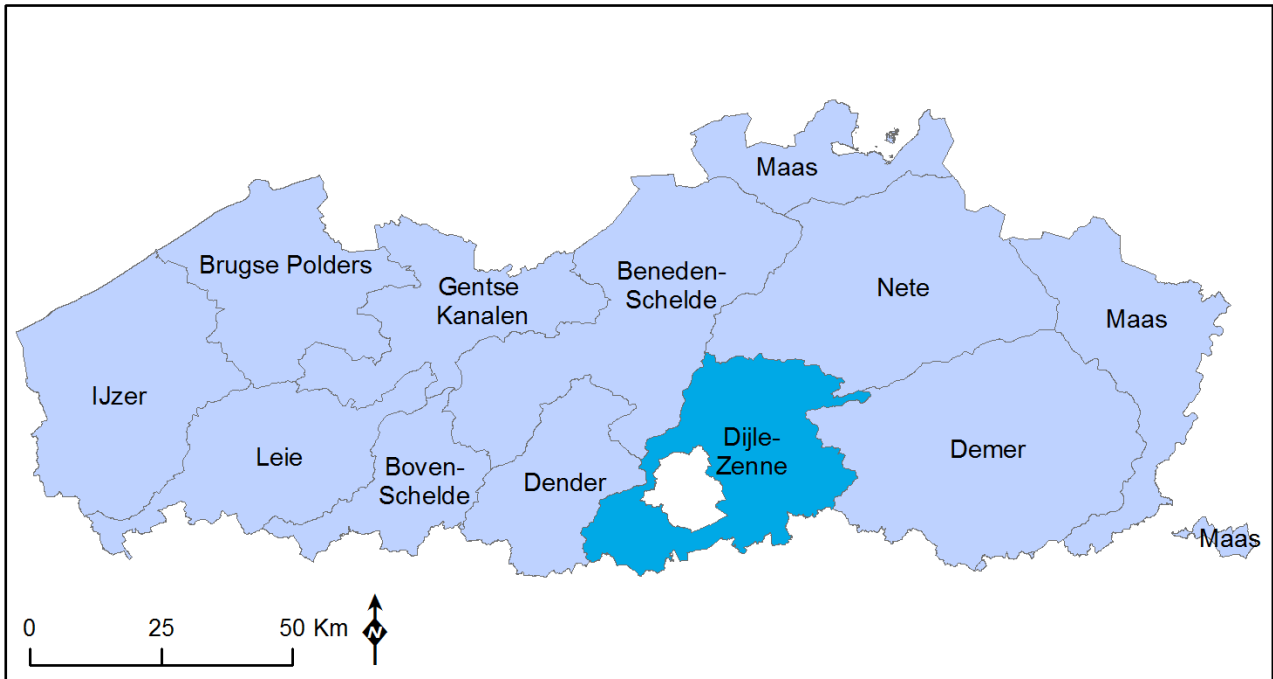 Maas
Brugse Polders
Beneden-
Schelde
Gentse
Kanalen
Nete
Maas
IJzer
Leie
Boven-
Schelde
Dender
Dijle-
Zenne
Demer
Maas
0 25 50 Km
N